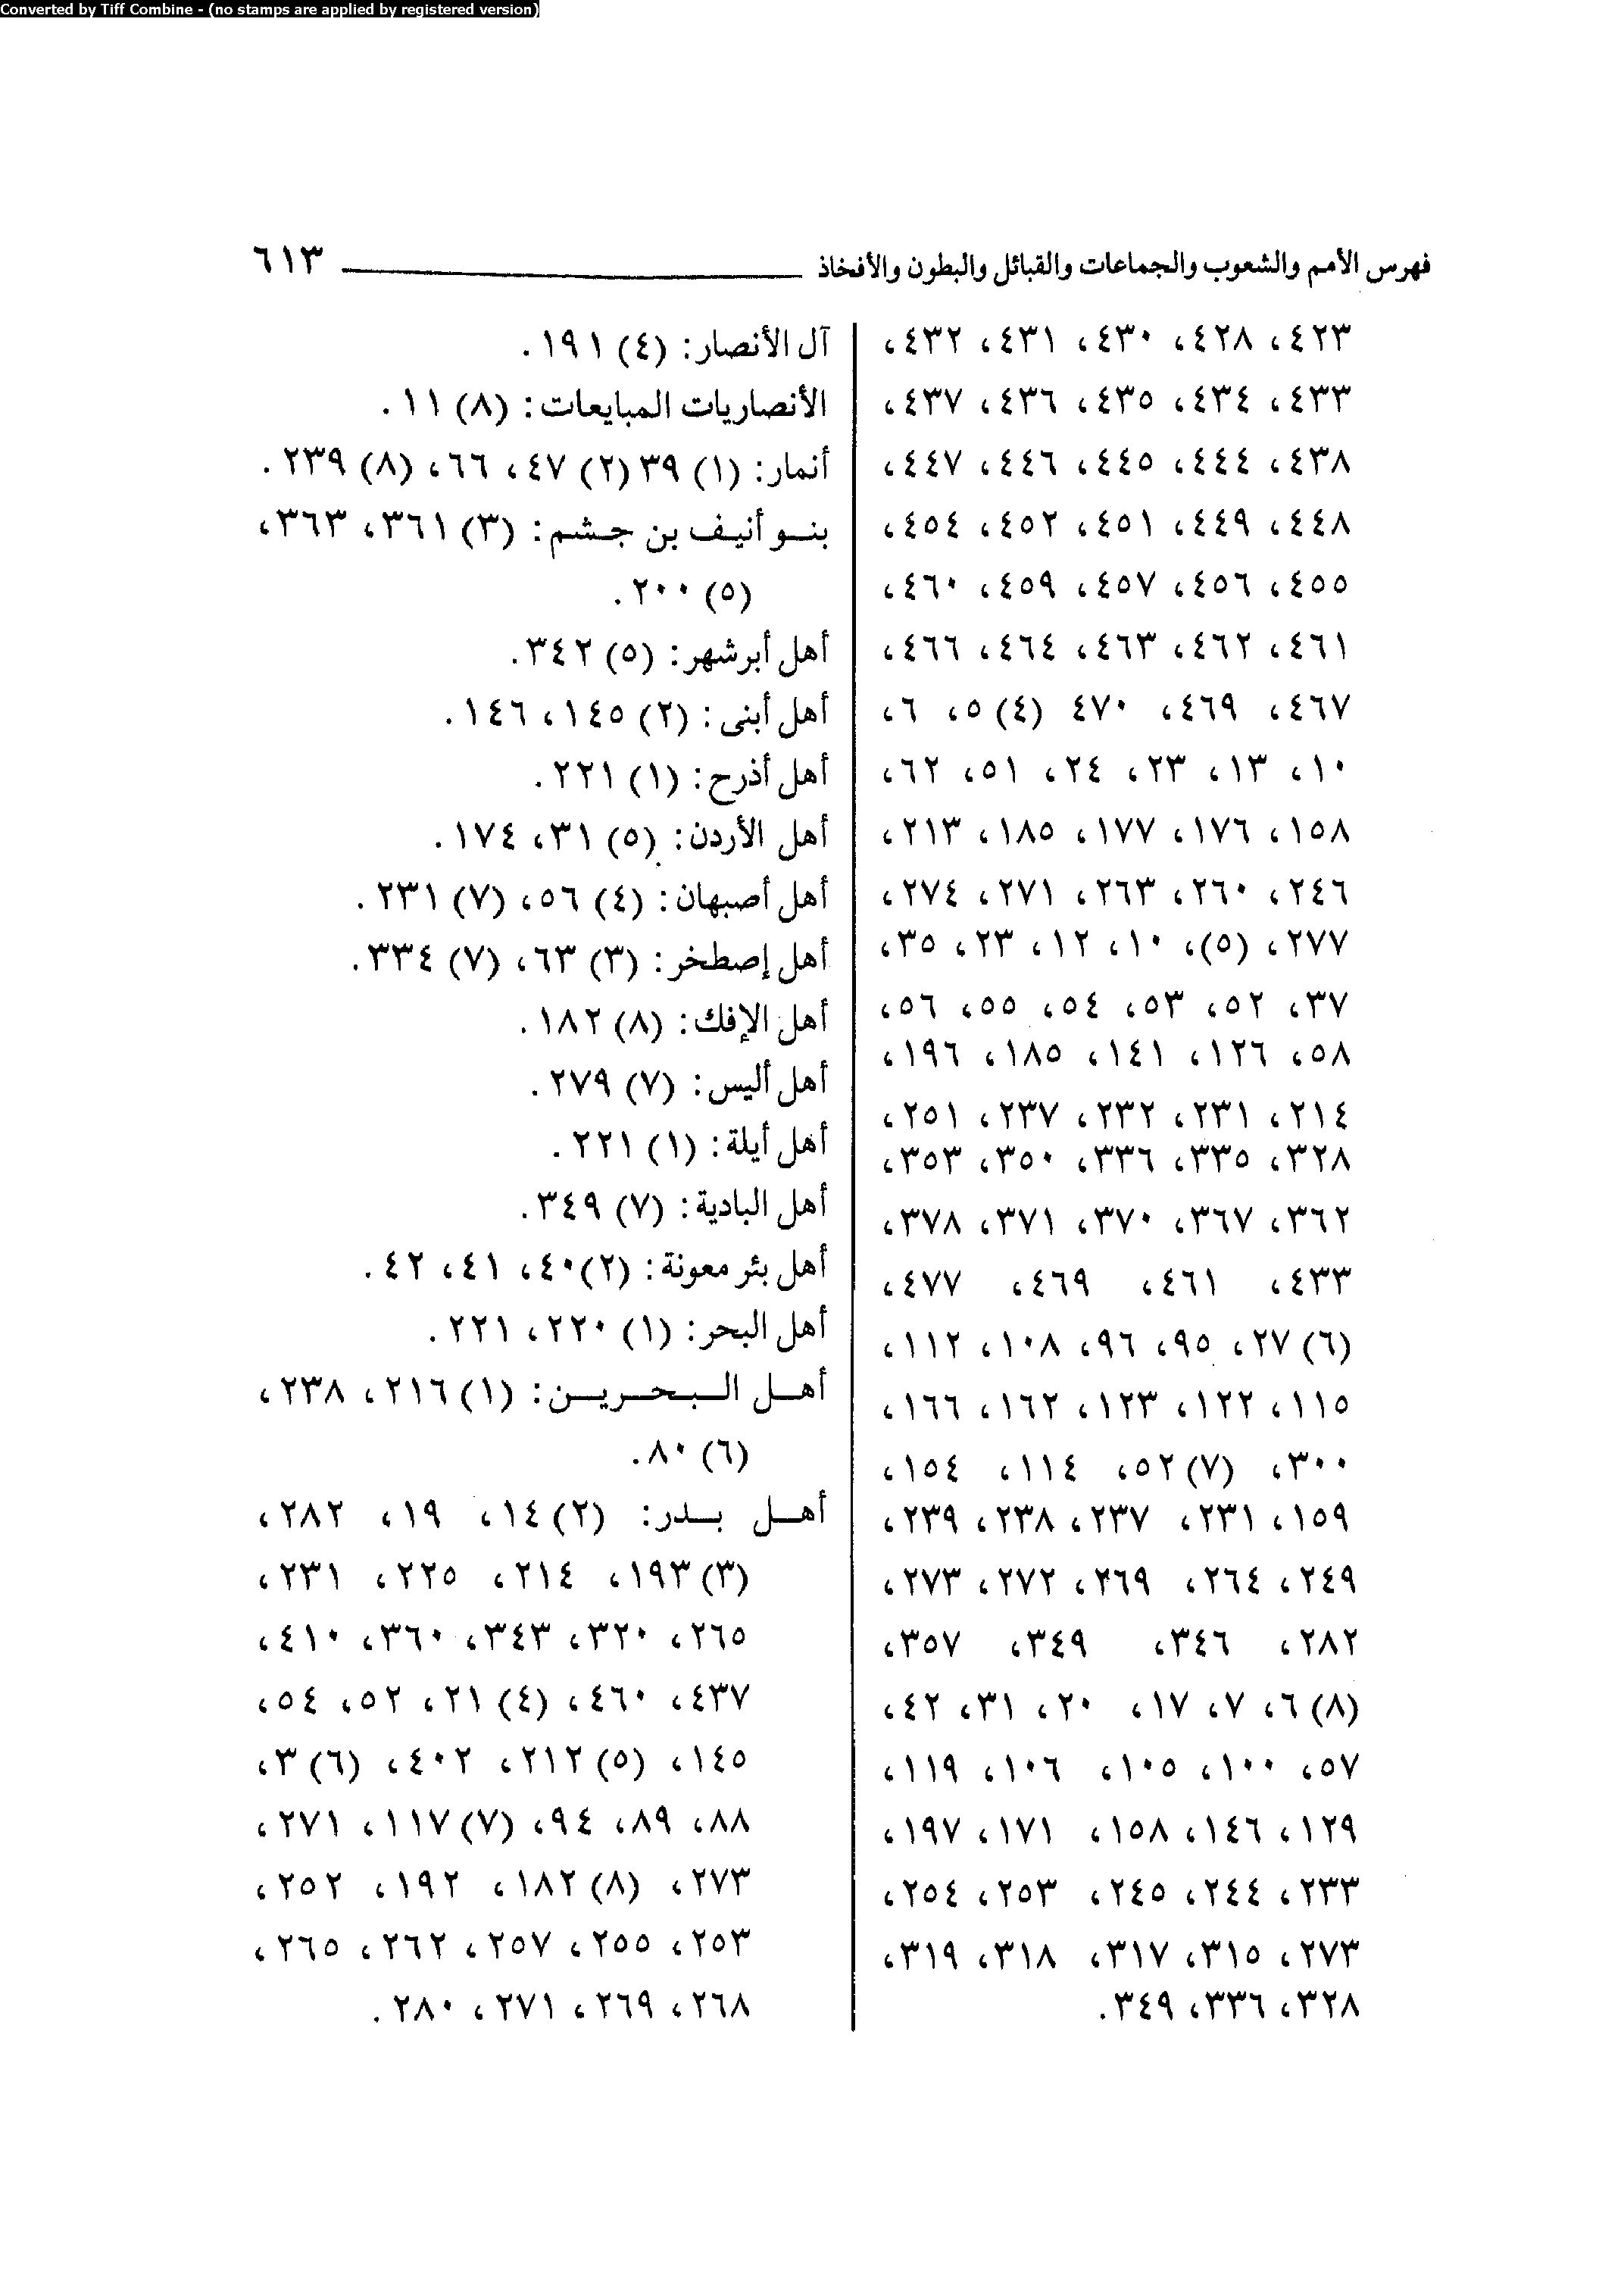 Converted by Tiff Combine - (no stamps are applied by registered version)
فهرس الأمم والشعوب والجماعات والقبائل والبطون والأفخاذ ٦١٣
٤٢٣، ٤٢٨، ٤٣٠، ٤٣١، ٤٣٢،
٤٣٣، ٤٣٤، ٤٣٥، ٤٣٦، ٤٣٧،
٤٣٨، ٤٤٤، ٤٤٥، ٤٤٦، ٤٤٧،
٤٤٨، ٤٤٩، ٤٥١، ٤٥٢، ٤٥٤،
٤٥٥، ٤٥٦، ٤٥٧، ٤٥٩، ٤٦٠،
٤٦١، ٤٦٢، ٤٦٣، ٤٦٤، ٤٦٦،
٤٦٧، ٤٦٩، ٤٧٠ (٤) ٥، ٦،
١٠، ١٣، ٢٣، ٢٤، ٥١، ٦٢،
١٥٨، ١٧٦، ١٧٧، ١٨٥، ٢١٣،
٢٤٦، ٢٦٠، ٢٦٣، ٢٧١، ٢٧٤،
٢٧٧، (٥)، ١٠، ١٢، ٢٣، ٣٥،
٣٧، ٥٢، ٥٣، ٥٤، ٥٥، ٥٦،
٥٨، ١٢٦، ١٤١، ١٨٥، ١٩٦،
٢١٤، ٢٣١، ٢٣٢، ٢٣٧، ٢٥١،
٣٢٨، ٣٣٥، ٣٣٦، ٣٥٠، ٣٥٣،
٣٦٢، ٣٦٧، ٣٧٠، ٣٧١، ٣٧٨،
٤٣٣، ٤٦١، ٤٦٩، ٤٧٧،
(٦) ٢٧، ٩٥، ٩٦، ١٠٨، ١١٢،
١١٥، ١٢٢، ١٢٣، ١٦٢، ١٦٦،
٣٠٠، (٧) ٥٢، ١١٤، ١٥٤،
١٥٩، ٢٣١، ٢٣٧، ٢٣٨، ٢٣٩،
٢٤٩، ٢٦٤، ٢٦٩، ٢٧٢، ٢٧٣،
٢٨٢، ٣٤٦، ٣٤٩، ٣٥٧،
(٨) ٦، ٧، ١٧، ٢٠، ٣١، ٤٢،
٥٧، ١٠٠، ١٠٥، ١٠٦، ١١٩،
١٢٩، ١٤٦، ١٥٨، ١٧١، ١٩٧،
٢٣٣، ٢٤٤، ٢٤٥، ٢٥٣، ٢٥٤،
٢٧٣، ٣١٥، ٣١٧، ٣١٨، ٣١٩،
٣٢٨، ٣٣٦، ٣٤٩.
آل الأنصار: (٤) ١٩١.
الأنصاريات المبايعات: (٨) ١١.
أنمار: (١) ٣٩ (٢) ٤٧، ٦٦، (٨) ٢٣٩.
بنو أنيف بن جشم: (٣) ٣٦١، ٣٦٣،
(٥) ٢٠٠.
أهل أبرشهر: (٥) ٣٤٢.
أهل أبنى: (٢) ١٤٥، ١٤٦.
أهل أذرح: (١) ٢٢١.
أهل الأردن: (٥) ٣١، ١٧٤.
أهل أصبهان: (٤) ٥٦، (٧) ٢٣١.
أهل إصطخر: (٣) ٦٣، (٧) ٣٣٤.
أهل الإفك: (٨) ١٨٢.
أهل أليس: (٧) ٢٧٩.
أهل أيلة: (١) ٢٢١.
أهل البادية: (٧) ٣٤٩.
أهل بئر معونة: (٢) ٤٠، ٤١، ٤٢.
أهل البحر: (١) ٢٢٠، ٢٢١.
أهل البحرين: (١) ٢١٦، ٢٣٨،
(٦) ٨٠.
أهل بدر: (٢) ١٤، ١٩، ٢٨٢،
(٣) ١٩٣، ٢١٤، ٢٢٥، ٢٣١،
٢٦٥، ٣٢٠، ٣٤٣، ٣٦٠، ٤١٠،
٤٣٧، ٤٦٠، (٤) ٢١، ٥٢، ٥٤،
١٤٥، (٥) ٢١٢، ٤٠٢، (٦) ٣،
٨٨، ٨٩، ٩٤، (٧) ١١٧، ٢٧١،
٢٧٣، (٨) ١٨٢، ١٩٢، ٢٥٢،
٢٥٣، ٢٥٥، ٢٥٧، ٢٦٢، ٢٦٥،
٢٦٨، ٢٦٩، ٢٧١، ٢٨٠.